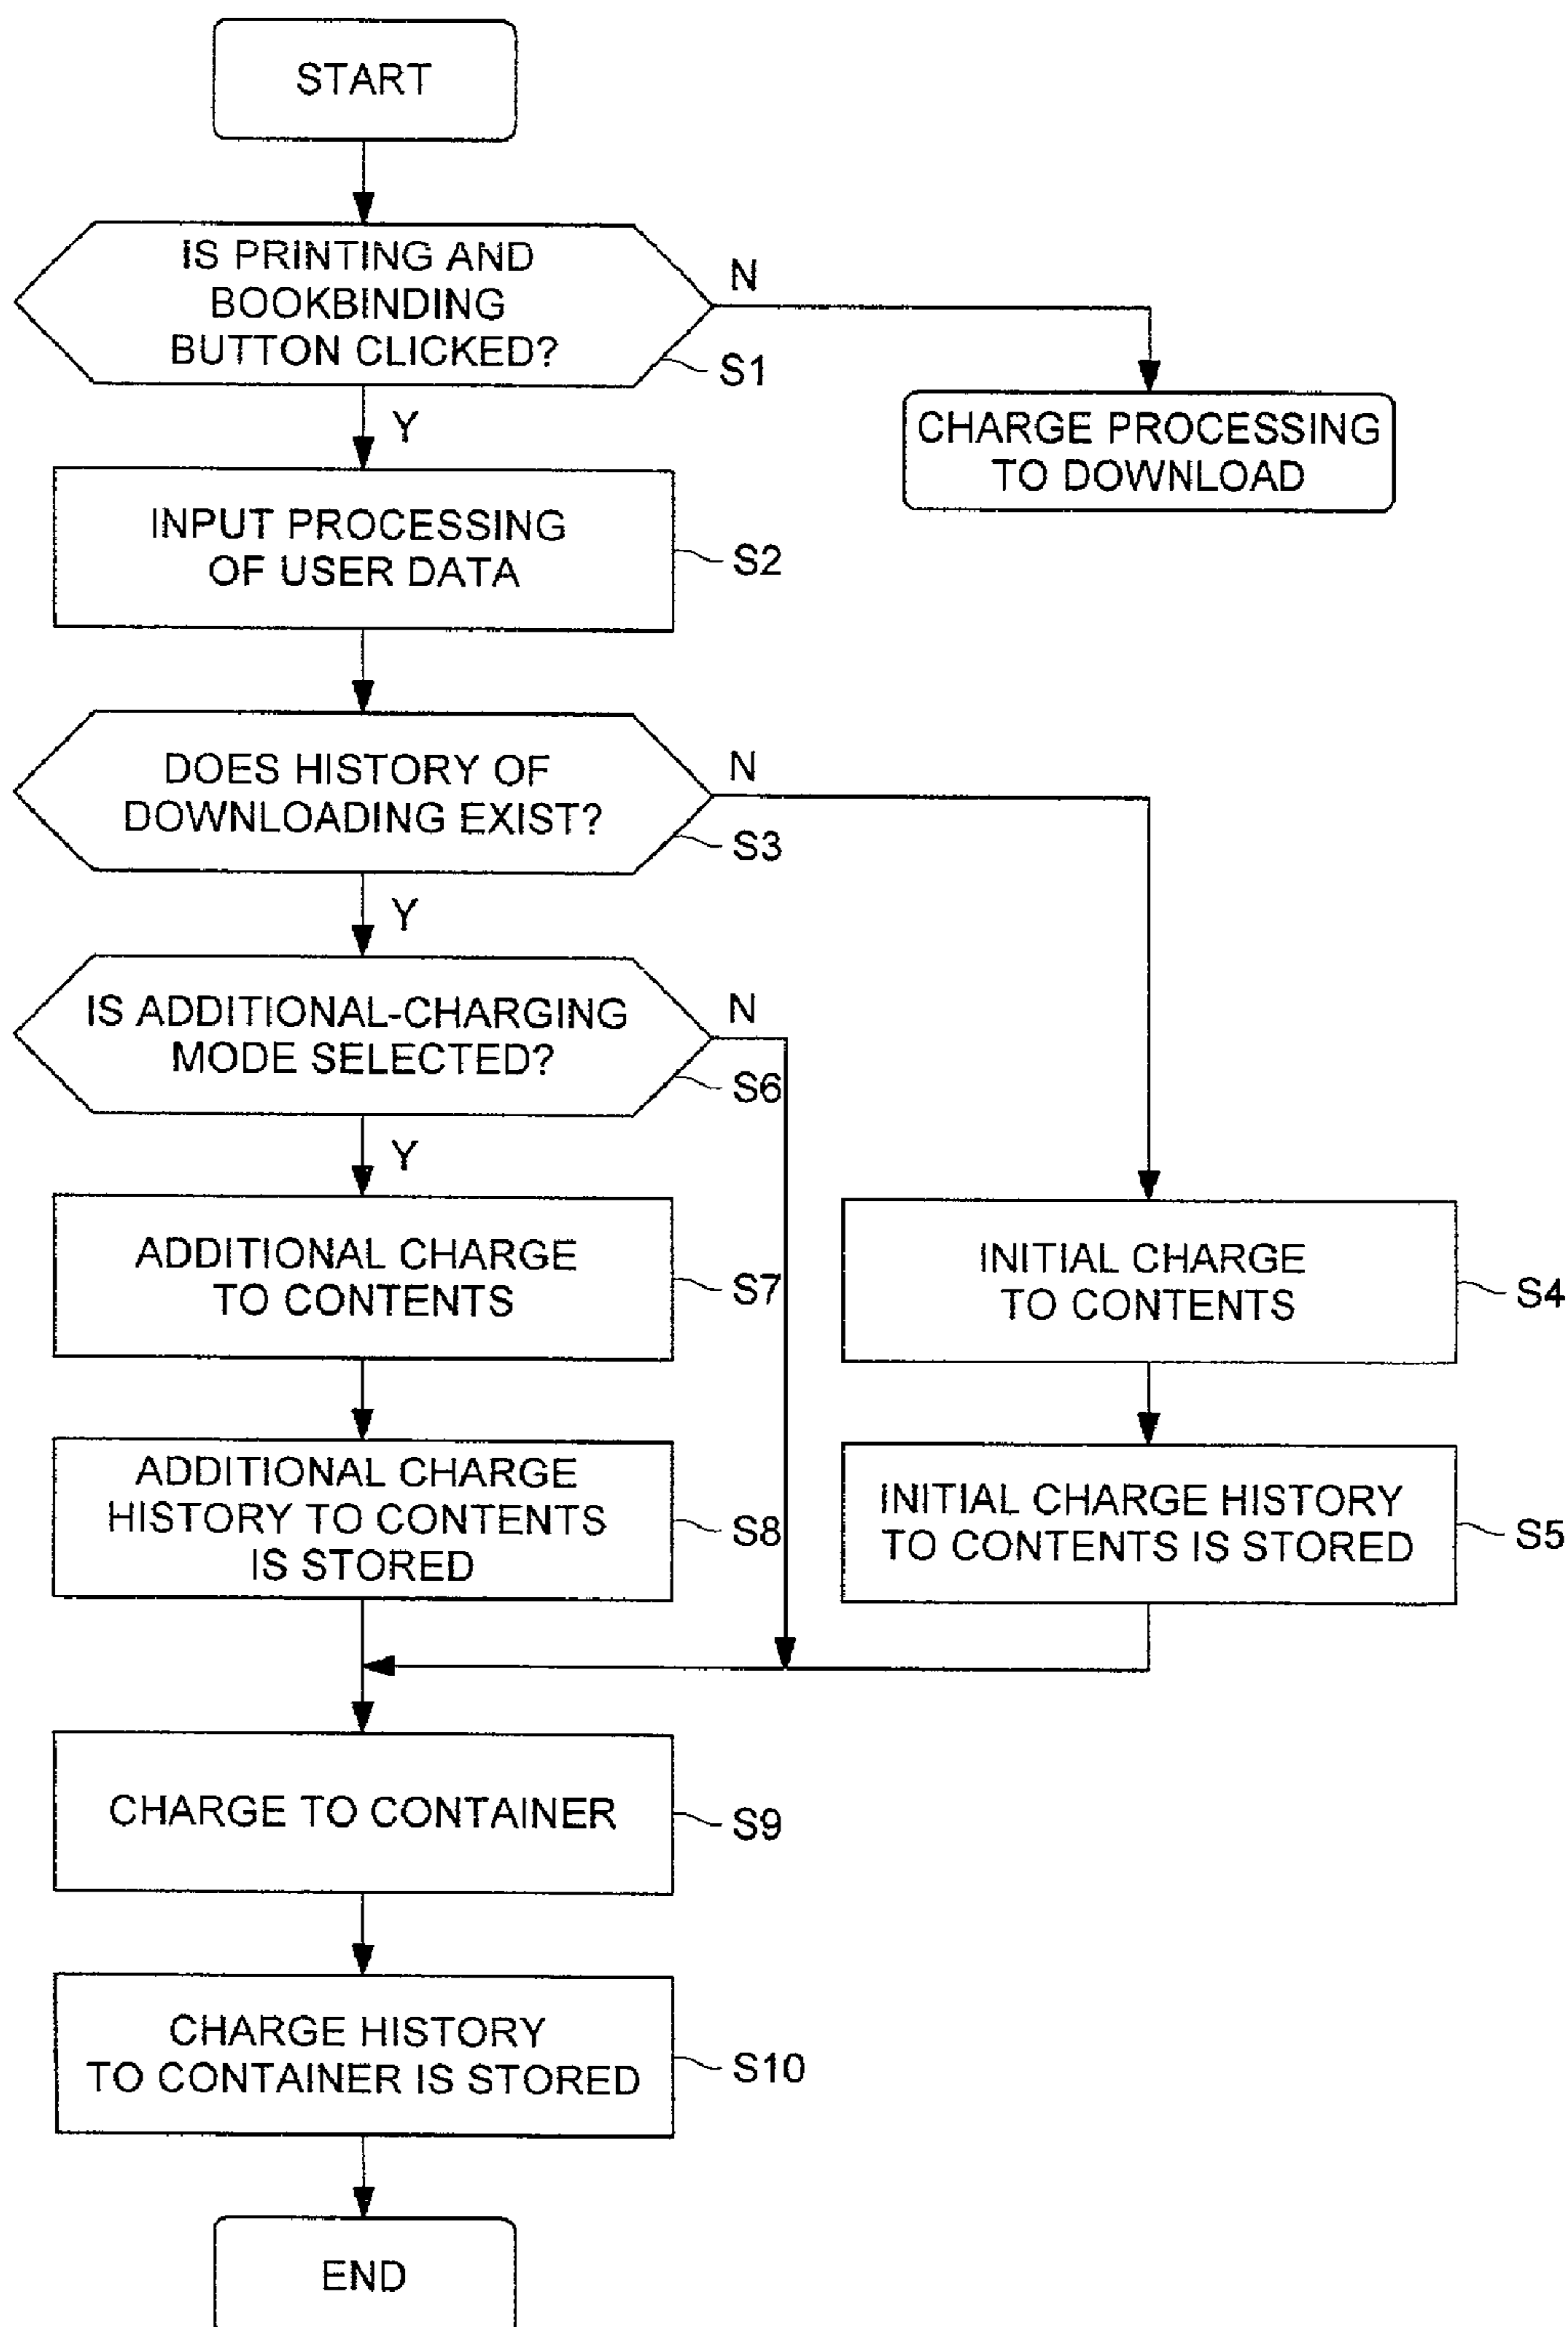 START
IS PRINTING AND
BOOKBINDING
BUTTON CLICKED?
N
S1
Y
CHARGE PROCESSING
TO DOWNLOAD
INPUT PROCESSING
OF USER DATA
S2
DOES HISTORY OF
DOWNLOADING EXIST?
N
S3
Y
IS ADDITIONAL-CHARGING
MODE SELECTED?
N
S6
Y
ADDITIONAL CHARGE
TO CONTENTS
S7
INITIAL CHARGE
TO CONTENTS
S4
ADDITIONAL CHARGE
HISTORY TO CONTENTS
IS STORED
S8
INITIAL CHARGE HISTORY
TO CONTENTS IS STORED
S5
CHARGE TO CONTAINER
S9
CHARGE HISTORY
TO CONTAINER IS STORED
S10
END